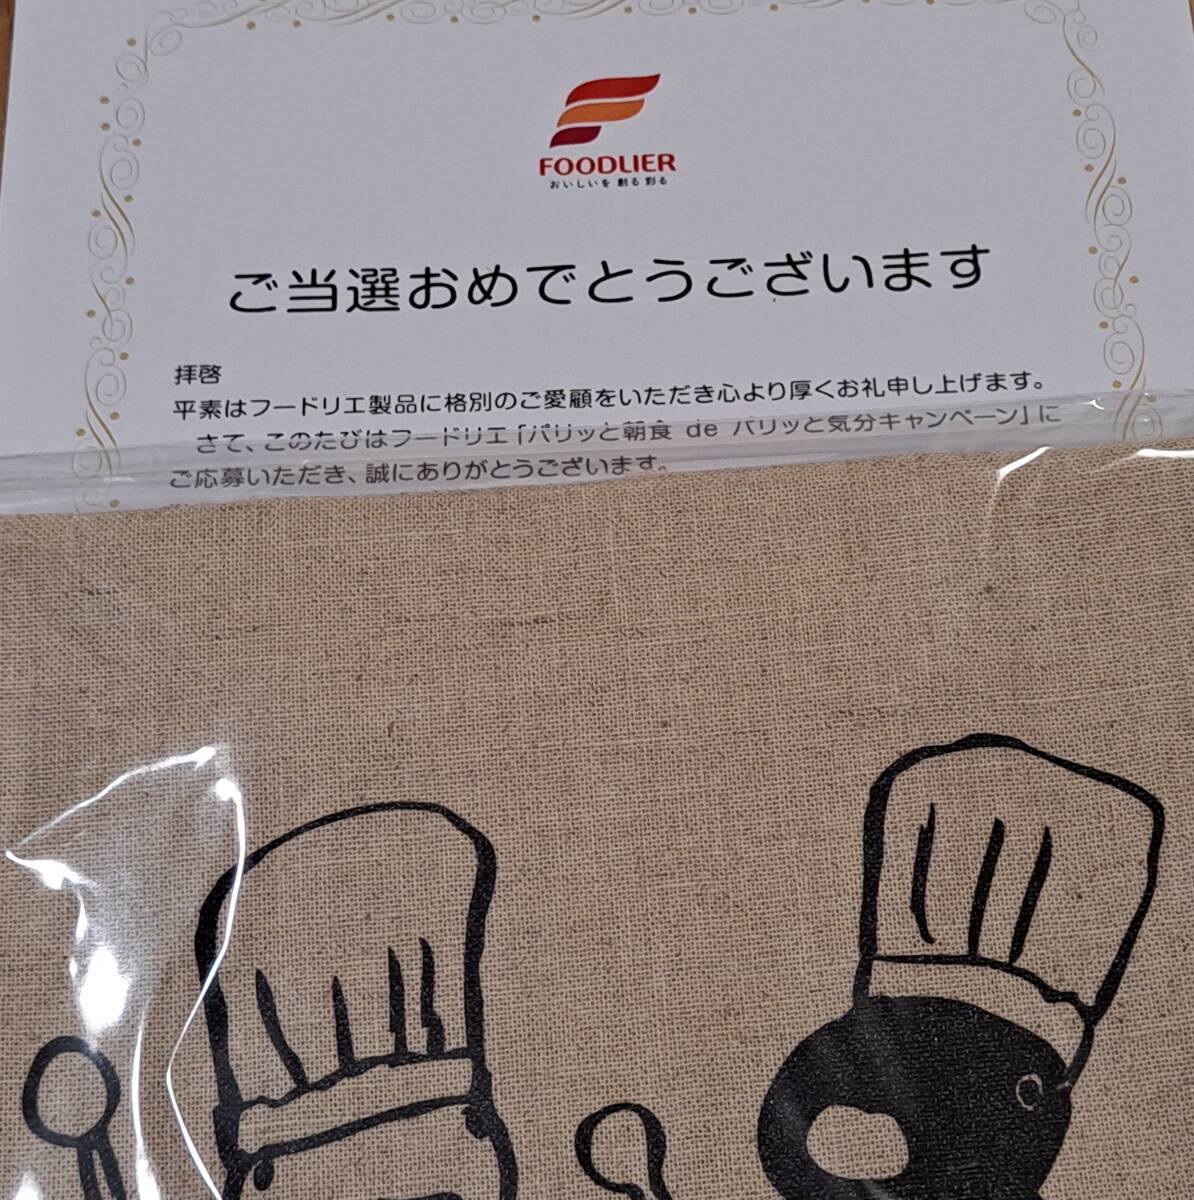 FOODLIER
おいしいを 創る 彩る
ご当選おめでとうございます
拝啓
平素はフードリエ製品に格別のご愛顧をいただき心より厚くお礼申し上げます。
さて、このたびはフードリエ「パリッと朝食 de パリッと気分キャンペーン」に
ご応募いただき、誠にありがとうございます。